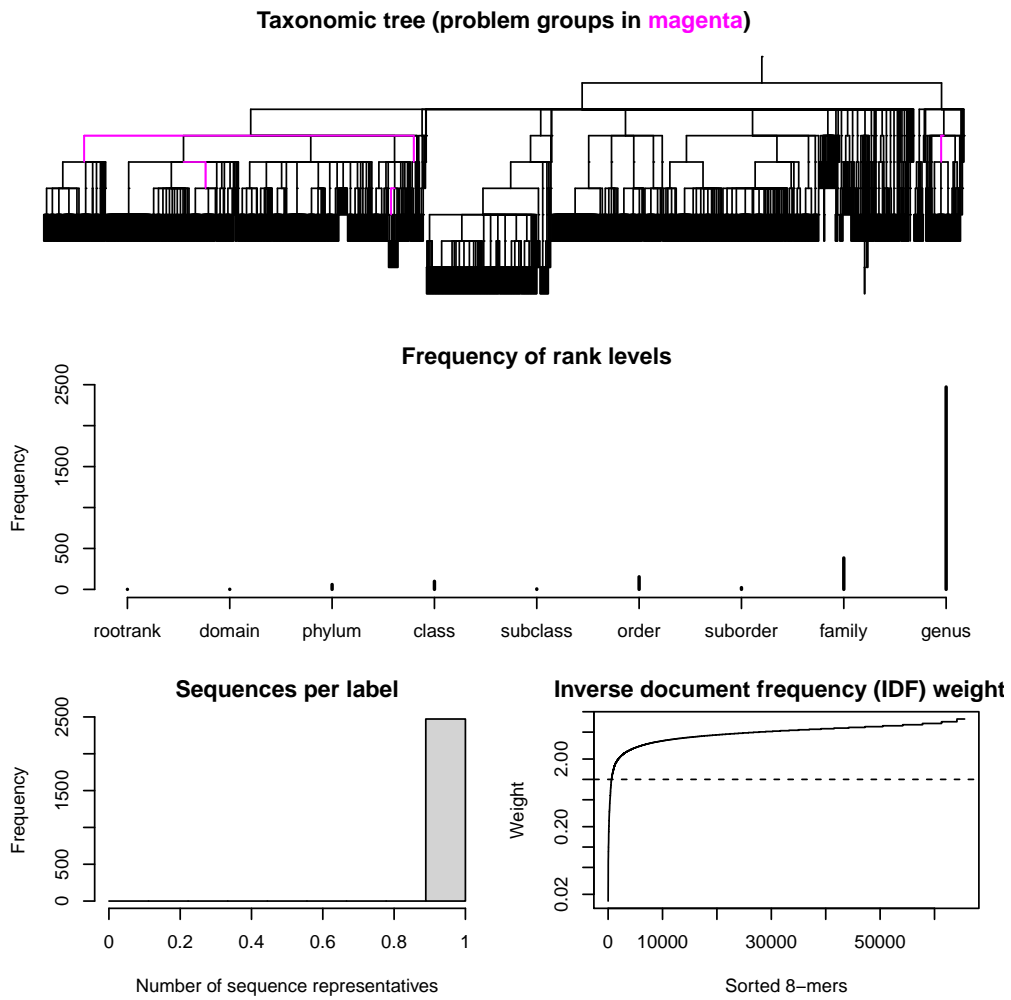 Taxonomic tree (problem groups in magenta)
Frequency of rank levels
Frequency
0
500
1500
2500
rootrank domain phylum class subclass order suborder family genus
Sequences per label
Frequency
0
500
1500
2500
0 0.2 0.4 0.6 0.8 1
Number of sequence representatives
Inverse document frequency (IDF) weight
Weight
0.02
0.20
2.00
0 10000 30000 50000
Sorted 8−mers